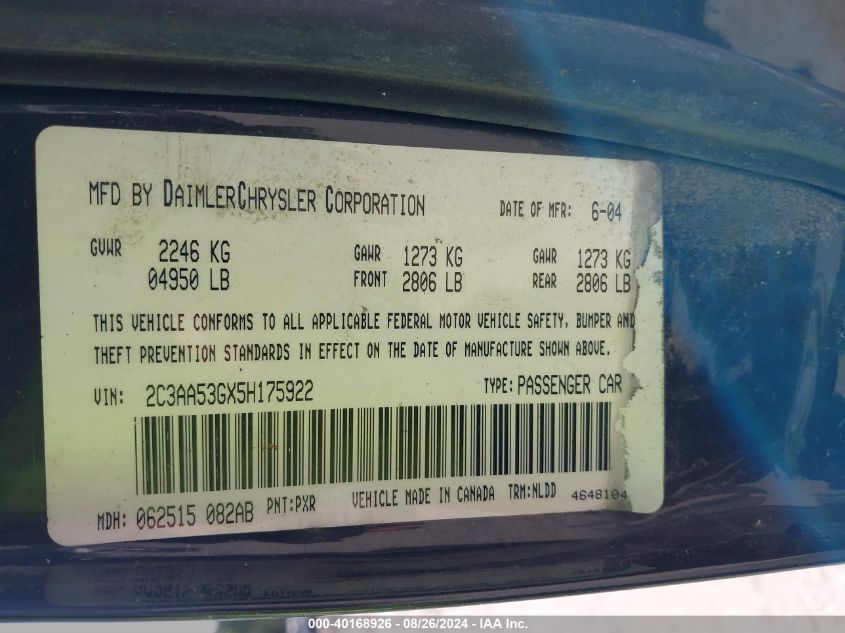 MFD BY DAIMLERCHRYSLER CORPORATION DATE OF MFR: 6-04
GVWR 2246 KG GAWR 1273 KG GAWR 1273 KG
04950 LB FRONT 2806 LB REAR 2806 LB
THIS VEHICLE CONFORMS TO ALL APPLICABLE FEDERAL MOTOR VEHICLE SAFETY, BUMPER AND
THEFT PREVENTION STANDARDS IN EFFECT ON THE DATE OF MANUFACTURE SHOWN ABOVE.
VIN: 2C3AA53GX5H175922 TYPE: PASSENGER CAR
MDH: 062515 082AB PNT:PXR VEHICLE MADE IN CANADA TRM:NLDD 4648104
000-40168926 - 08/26/2024 - IAA Inc.